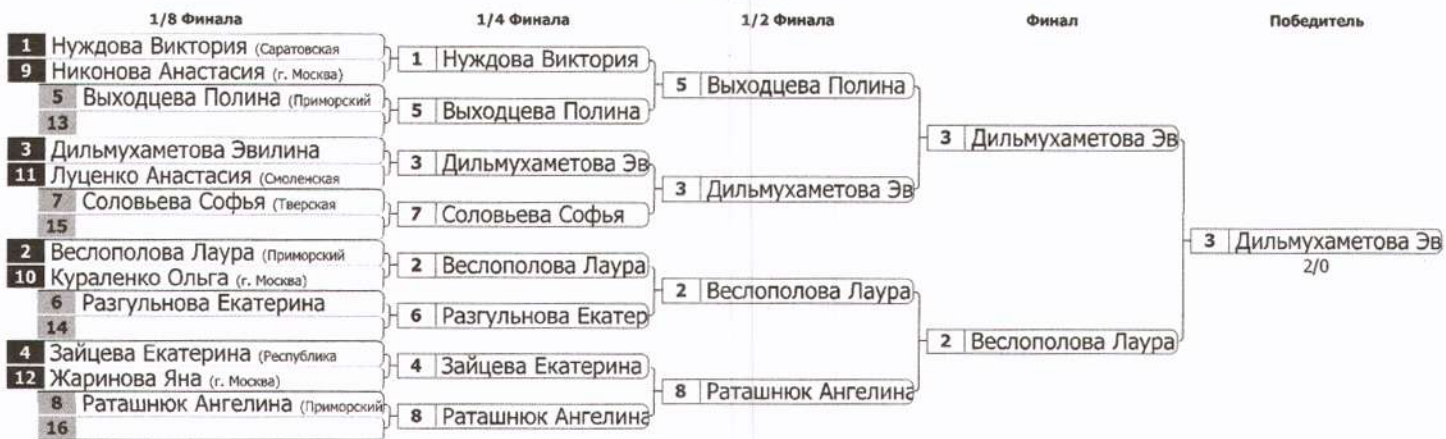 1/8 Финала 1/4 Финала 1/2 Финала Финал Победитель
1 Нуждова Виктория (Саратовская
9 Никонова Анастасия (г. Москва)
5 Выходцева Полина (Приморский
13
3 Дильмухаметова Эвилина
11 Луценко Анастасия (Смоленская
7 Соловьева Софья (Тверская
15
2 Веслополова Лаура (Приморский
10 Кураленко Ольга (г. Москва)
6 Разгульнова Екатерина
14
4 Зайцева Екатерина (Республика
12 Жаринова Яна (г. Москва)
8 Раташнюк Ангелина (Приморский
16
1 Нуждова Виктория
5 Выходцева Полина
3 Дильмухаметова Эв
7 Соловьева Софья
2 Веслополова Лаура
6 Разгульнова Екатер
4 Зайцева Екатерина
8 Раташнюк Ангелина
5 Выходцева Полина
3 Дильмухаметова Эв
2 Веслополова Лаура
8 Раташнюк Ангелина
3 Дильмухаметова Эв
2 Веслополова Лаура
3 Дильмухаметова Эв
2/0